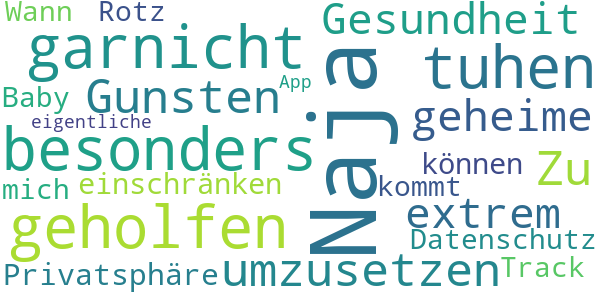 Wann Rotz Gesundheit
garnicht tuhen
Baby Gunsten App Naja geheime
eigentliche
besonders können Zu
mich einschränken kommt
geholfen extrem
Datenschutz
Privatsphäre umzusetzen Track